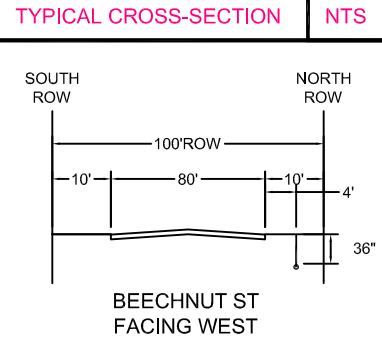 TYPICAL CROSS-SECTION NTS
SOUTH ROW
NORTH ROW
100'ROW
10' 80' 10'
4'
36"
BEECHNUT ST
FACING WEST